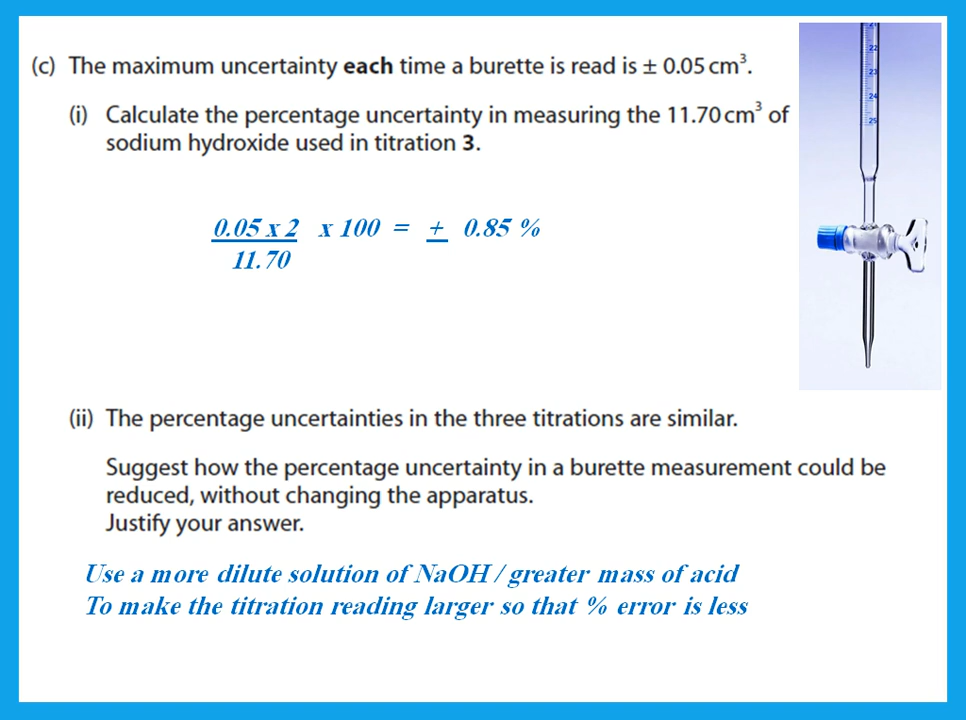 (c) The maximum uncertainty each time a burette is read is ± 0.05 cm³.
(i) Calculate the percentage uncertainty in measuring the 11.70 cm³ of
sodium hydroxide used in titration 3.
0.05 x 2 x 100 = + 0.85 %
11.70
22
23
24
25
(ii) The percentage uncertainties in the three titrations are similar.
Suggest how the percentage uncertainty in a burette measurement could be
reduced, without changing the apparatus.
Justify your answer.
Use a more dilute solution of NaOH / greater mass of acid
To make the titration reading larger so that % error is less